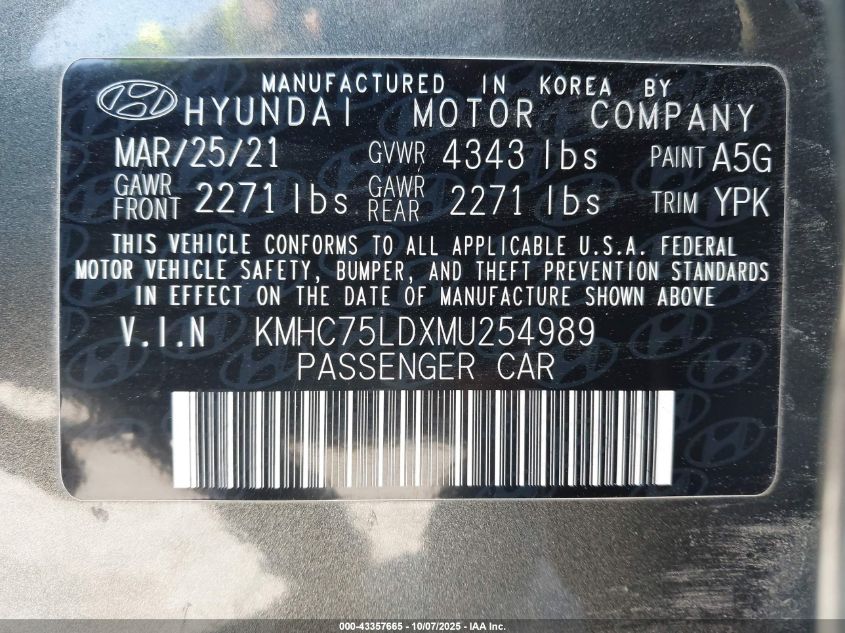 MANUFACTURED IN KOREA BY
HYUNDAI MOTOR COMPANY
MAR/25/21 GVWR 4343 lbs PAINT A5G
GAWR FRONT 2271 lbs GAWR REAR 2271 lbs TRIM YPK
THIS VEHICLE CONFORMS TO ALL APPLICABLE U.S.A. FEDERAL
MOTOR VEHICLE SAFETY, BUMPER, AND THEFT PREVENTION STANDARDS
IN EFFECT ON THE DATE OF MANUFACTURE SHOWN ABOVE
V.I.N KMHC75LDXMU254989
PASSENGER CAR
000-43357665 - 10/07/2025 - IAA Inc.